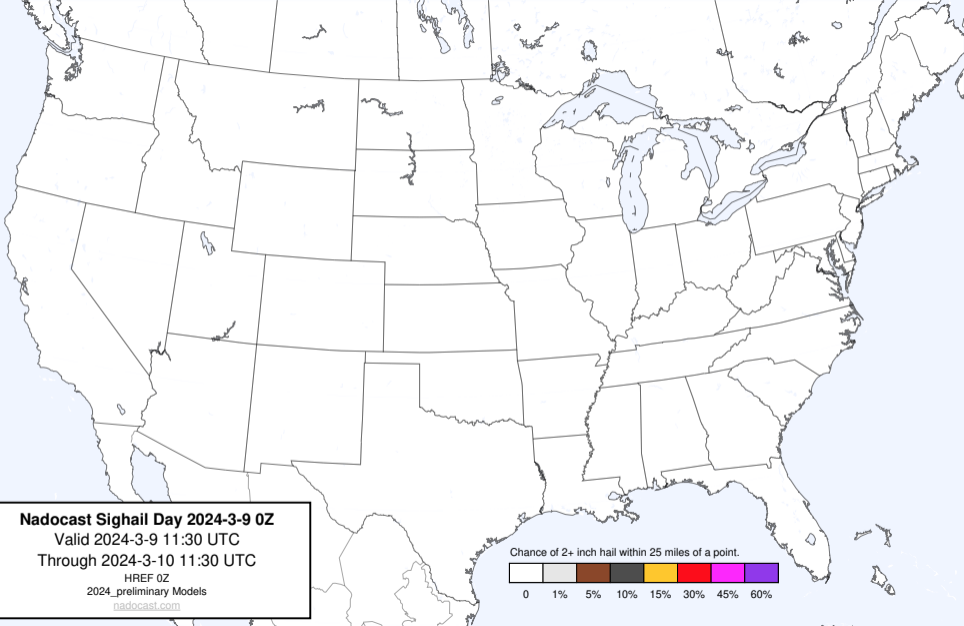 Nadocast Sighail Day 2024-3-9 0Z
Valid 2024-3-9 11:30 UTC
Through 2024-3-10 11:30 UTC
HREF 0Z
2024_preliminary Models
nadocast.com
Chance of 2+ inch hail within 25 miles of a point.
0 1% 5% 10% 15% 30% 45% 60%